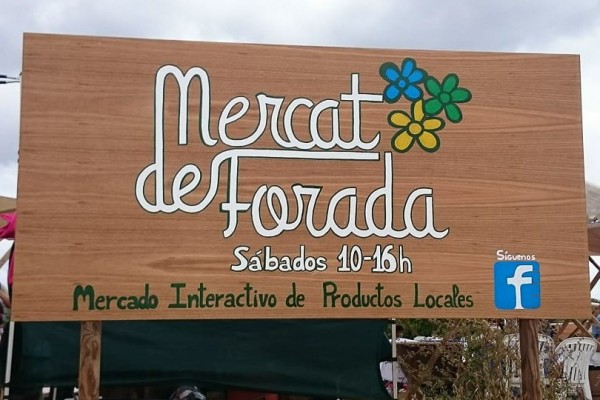 Mercat
de Forada
Sábados 10-16h
Síguenos
f
Mercado Interactivo de Productos Locales